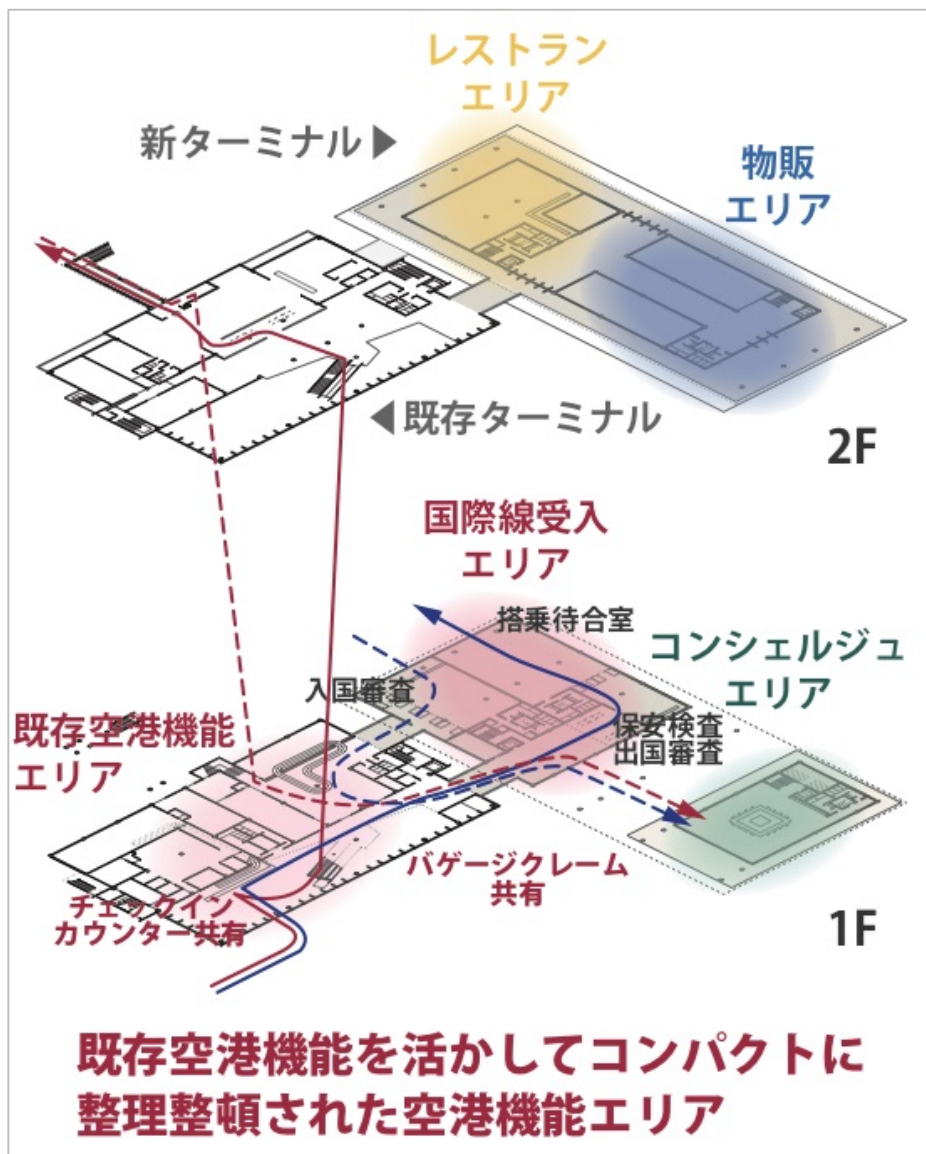 レストラン
エリア
新ターミナル▶
物販
エリア
◀既存ターミナル
2F
国際線受入
エリア
搭乗待合室
コンシェルジュ
エリア
入国審査
既存空港機能
エリア
保安検査
出国審査
バゲージクレーム
共有
チェックイン
カウンター共有
1F
既存空港機能を活かしてコンパクトに
整理整頓された空港機能エリア